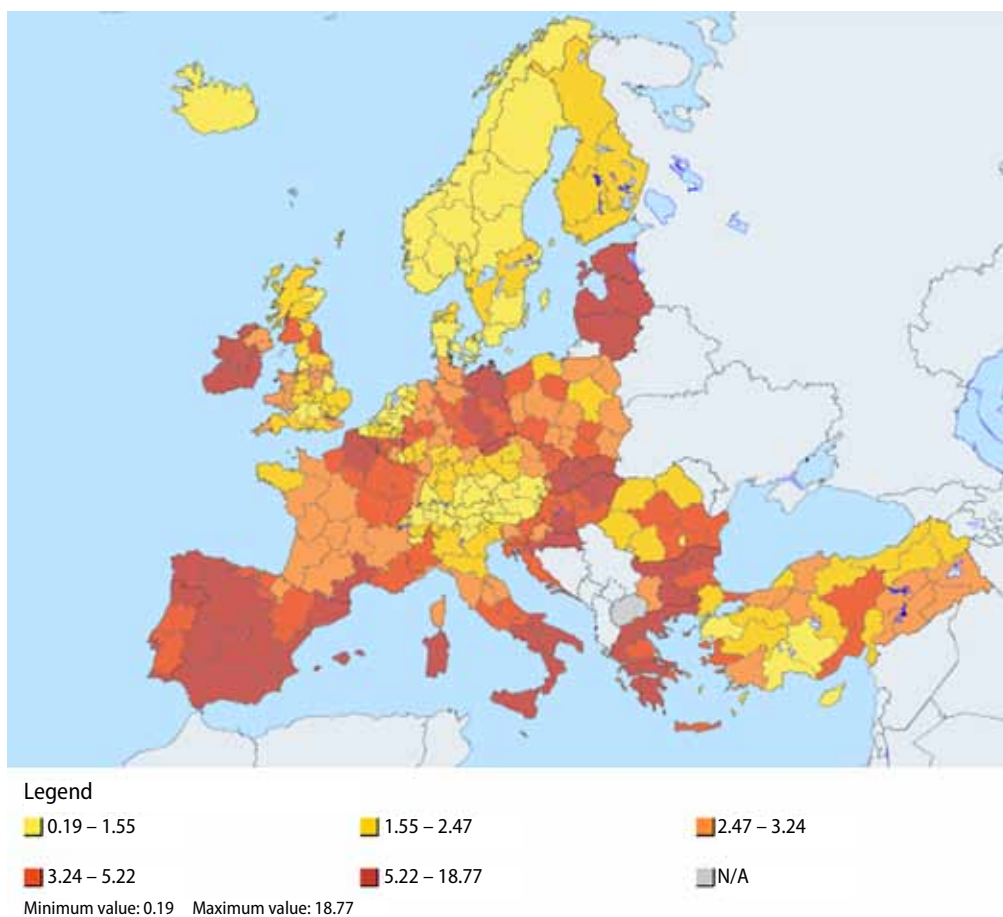 Legend
0.19 – 1.55 1.55 – 2.47 2.47 – 3.24
3.24 – 5.22 5.22 – 18.77 N/A
Minimum value: 0.19 Maximum value: 18.77